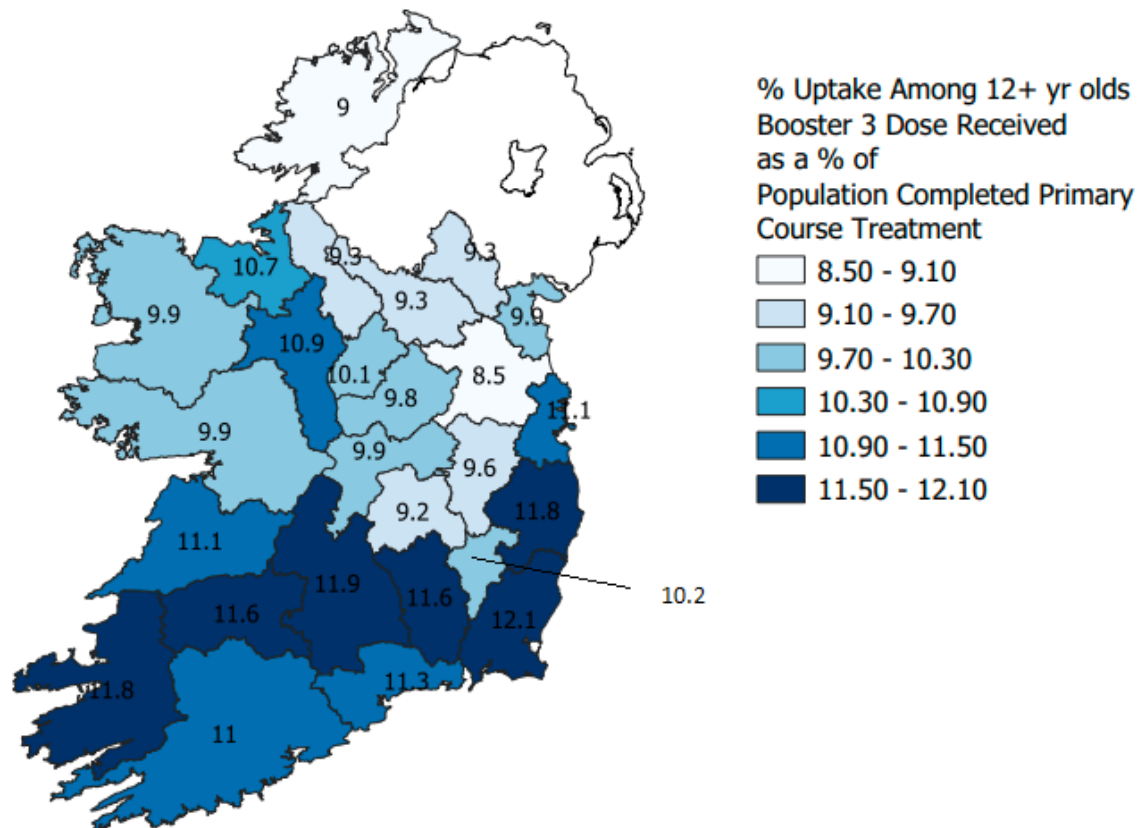 % Uptake Among 12+ yr olds
Booster 3 Dose Received
as a % of
Population Completed Primary
Course Treatment
8.50 - 9.10
9.10 - 9.70
9.70 - 10.30
10.30 - 10.90
10.90 - 11.50
11.50 - 12.10
9
9.3
9.3
10.7
9.3
9.9
9.9
10.9
10.1
8.5
9.8
11.1
9.9
9.9
9.6
9.2
11.8
11.1
11.9
11.6
10.2
11.6
12.1
11.8
11.3
11